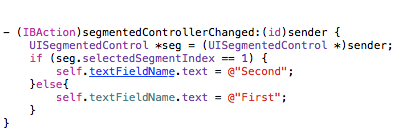 - (IBAction)segmentedControllerChanged:(id)sender {
    UISegmentedControl *seg = (UISegmentedControl *)sender;
    if (seg.selectedSegmentIndex == 1) {
        self.textFieldName.text = @"Second";
    }else{
        self.textFieldName.text = @"First";
    }
}